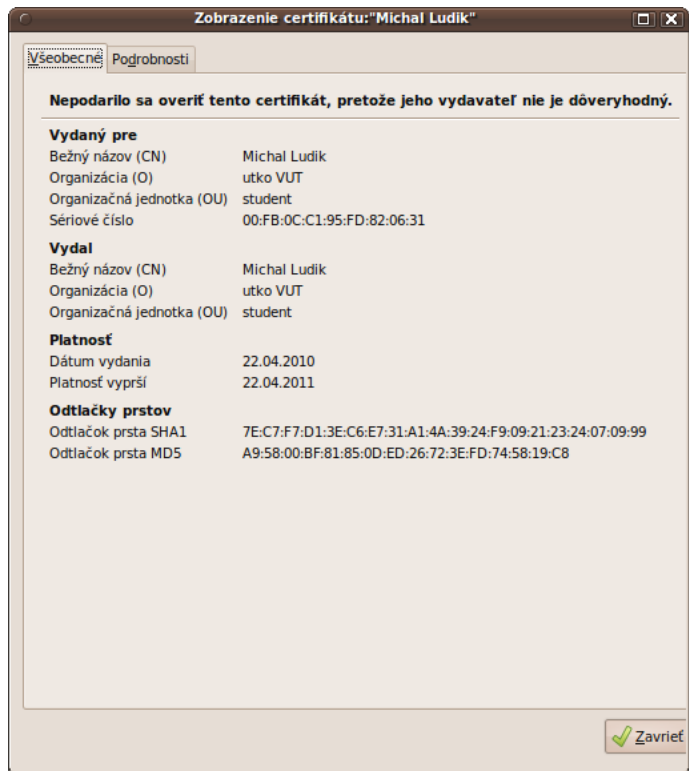 Zobrazenie certifikátu:"Michal Ludik"
Všeobecné Podrobnosti
Nepodarilo sa overiť tento certifikát, pretože jeho vydavateľ nie je dôveryhodný.
Vydaný pre
Bežný názov (CN) Michal Ludik
Organizácia (O) utko VUT
Organizačná jednotka (OU) student
Sériové číslo 00:FB:0C:C1:95:FD:82:06:31
Vydal
Bežný názov (CN) Michal Ludik
Organizácia (O) utko VUT
Organizačná jednotka (OU) student
Platnosť
Dátum vydania 22.04.2010
Platnosť vyprší 22.04.2011
Odtlačky prstov
Odtlačok prsta SHA1 7E:C7:F7:D1:3E:C6:E7:31:A1:4A:39:24:F9:09:21:23:24:07:09:99
Odtlačok prsta MD5 A9:58:00:BF:81:85:0D:ED:26:72:3E:FD:74:58:19:C8
Zavrieť